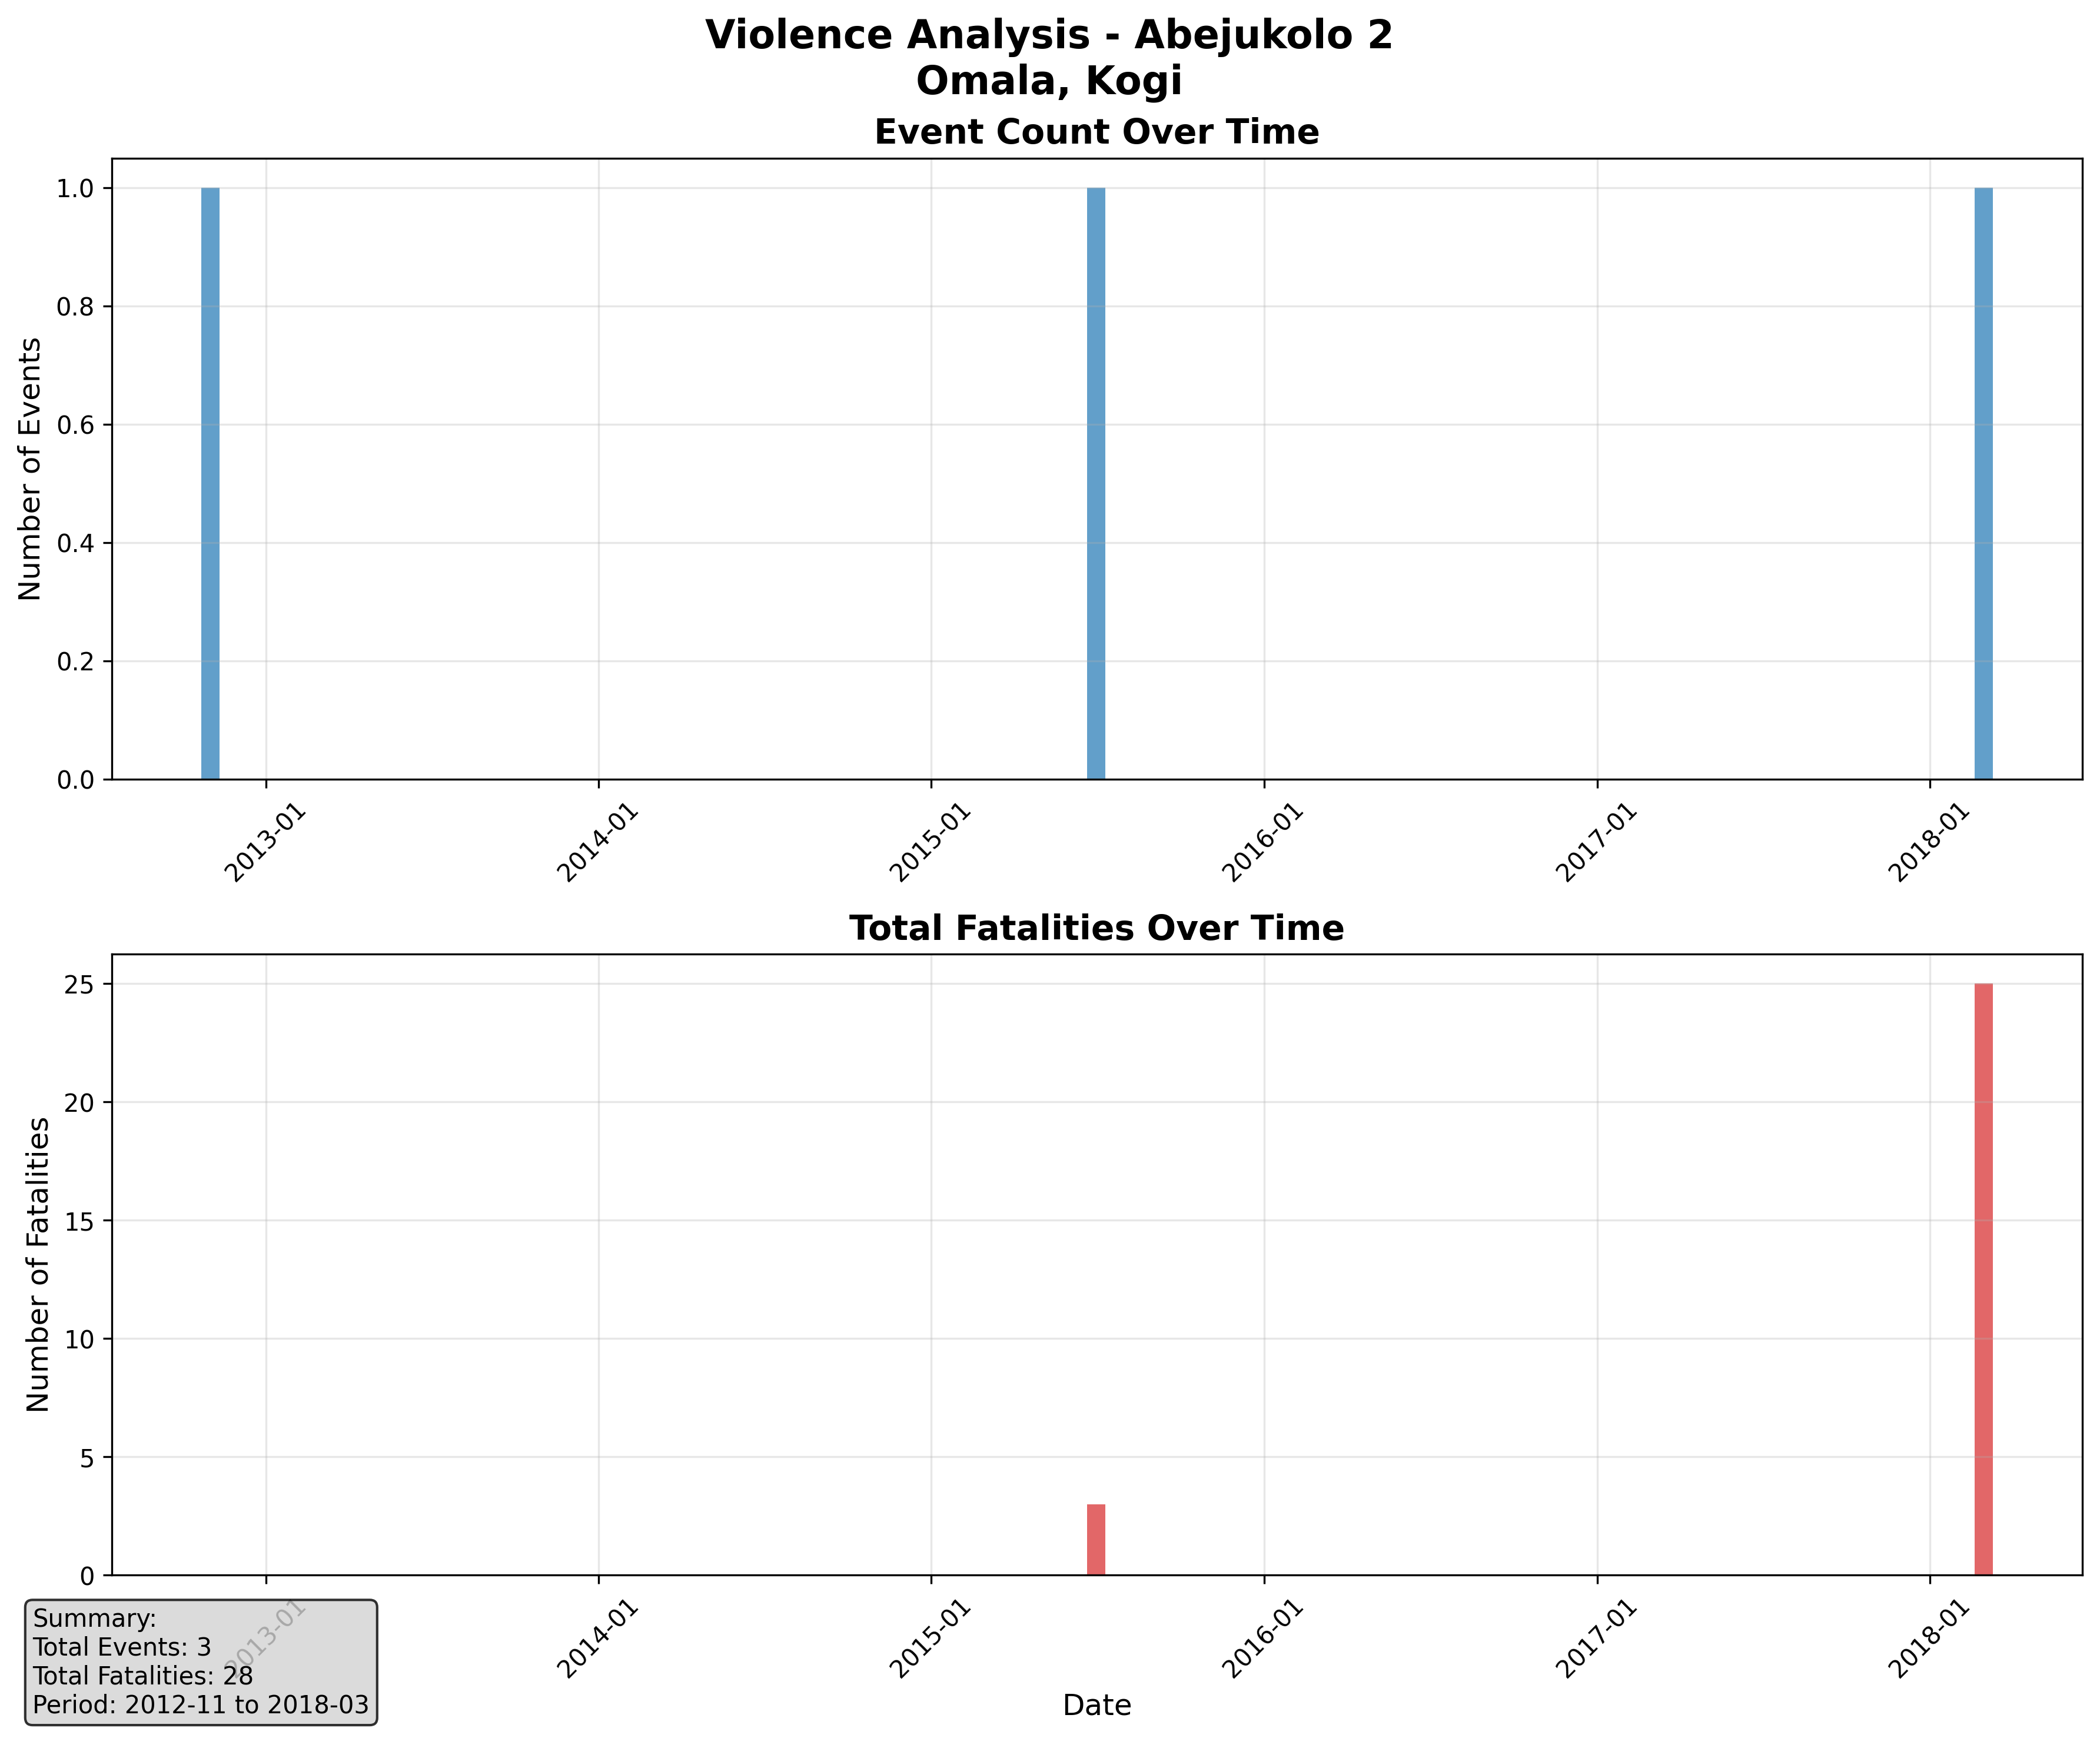 Violence Analysis - Abejukolo 2
Omala, Kogi
Event Count Over Time
Number of Events
1.0
0.8
0.6
0.4
0.2
0.0
2013-01
2014-01
2015-01
2016-01
2017-01
2018-01
Total Fatalities Over Time
Number of Fatalities
25
20
15
10
5
0
2013-01
2014-01
2015-01
2016-01
2017-01
2018-01
Date
Summary:
Total Events: 3
Total Fatalities: 28
Period: 2012-11 to 2018-03